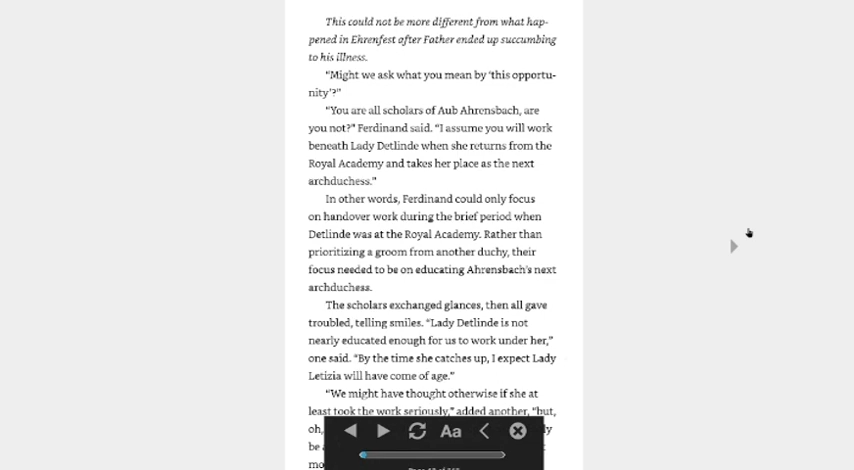 This could not be more different from what hap-
pened in Ehrenfest after Father ended up succumbing
to his illness.
“Might we ask what you mean by ‘this opportu-
nity’?”
“You are all scholars of Aub Ahrensbach, are
you not?” Ferdinand said. “I assume you will work
beneath Lady Detlinde when she returns from the
Royal Academy and takes her place as the next
archduchess.”
In other words, Ferdinand could only focus
on handover work during the brief period when
Detlinde was at the Royal Academy. Rather than
prioritizing a groom from another duchy, their
focus needed to be on educating Ahrensbach’s next
archduchess.
The scholars exchanged glances, then all gave
troubled, telling smiles. “Lady Detlinde is not
nearly educated enough for us to work under her,”
one said. “By the time she catches up, I expect Lady
Letizia will have come of age.”
“We might have thought otherwise if she at
least took the work seriously,” added another, “but,
oh,
be
Aa